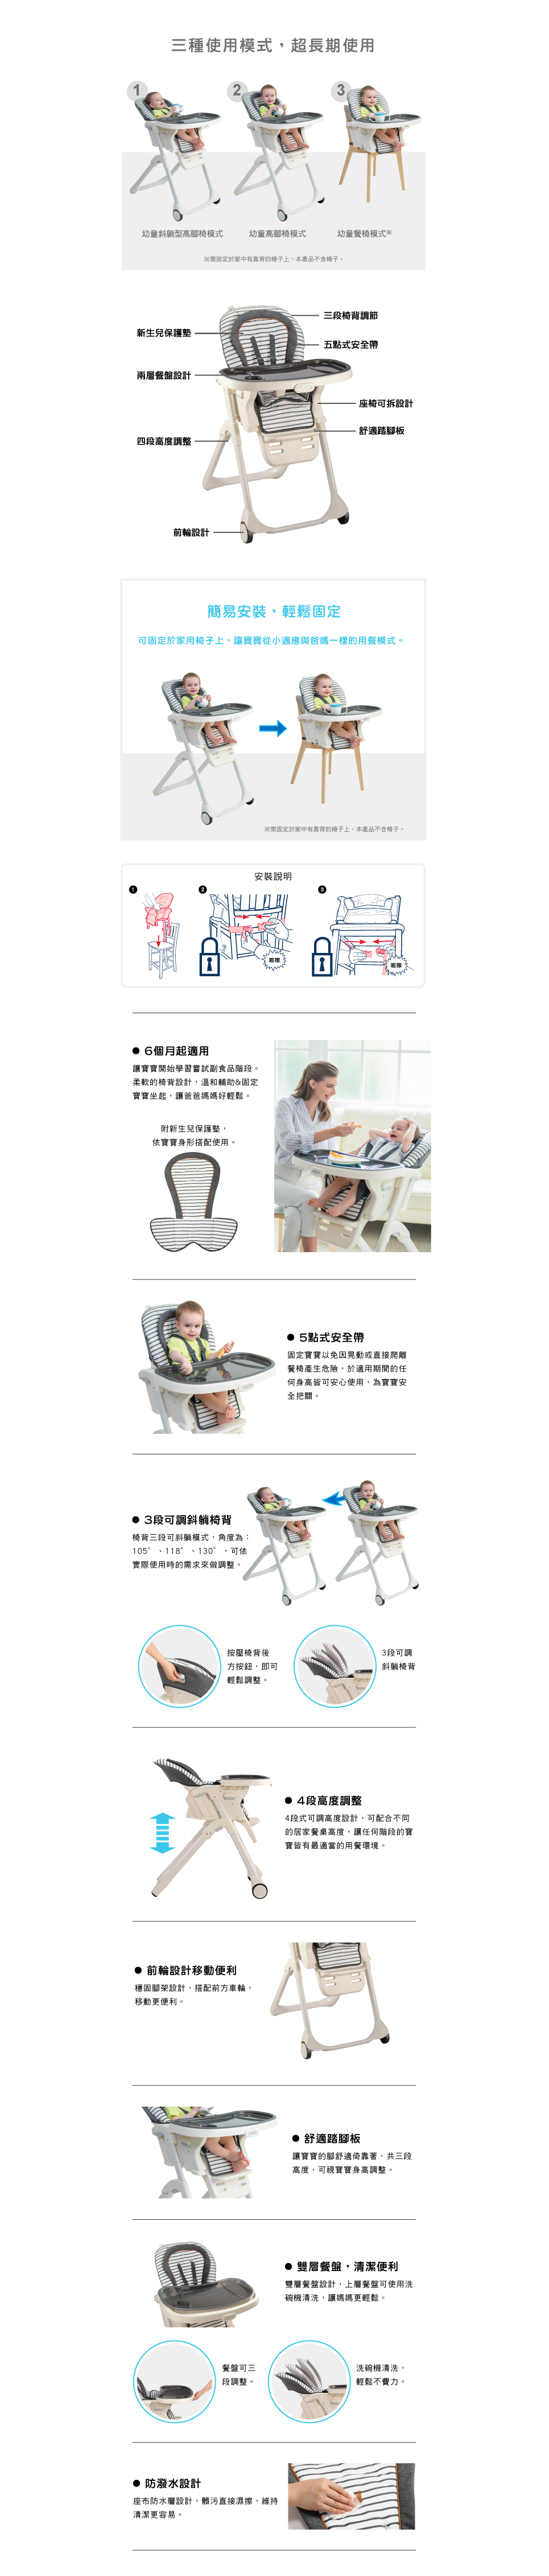 三種使用模式，超長期使用
1
2
3
幼童斜躺型高腳椅模式
幼童高腳椅模式
幼童餐椅模式※
※需固定於家中有靠背的椅子上，本產品不含椅子。
三段椅背調節
新生兒保護墊
五點式安全帶
兩層餐盤設計
座椅可拆設計
舒適踏腳板
四段高度調整
前輪設計
簡易安裝，輕鬆固定
可固定於家用椅子上、讓寶寶從小適應與爸媽一樣的用餐模式。
※需固定於家中有靠背的椅子上，本產品不含椅子。
安裝說明
1
2
3
喀擦
喀擦
● 6個月起適用
讓寶寶開始學習嘗試副食品階段。
柔軟的椅背設計，溫和輔助&固定
寶寶坐起，讓爸爸媽媽好輕鬆。
附新生兒保護墊，
依寶寶身形搭配使用。
● 5點式安全帶
固定寶寶以免因晃動或直接爬離
餐椅產生危險，於適用期間的任
何身高皆可安心使用，為寶寶安
全把關。
● 3段可調斜躺椅背
椅背三段可斜躺模式，角度為：
105°、118°、130°，可依
實際使用時的需求來做調整。
按壓椅背後
方按鈕，即可
輕鬆調整。
3段可調
斜躺椅背
● 4段高度調整
4段式可調高度設計，可配合不同
的居家餐桌高度，讓任何階段的寶
寶皆有最適當的用餐環境。
● 前輪設計移動便利
穩固腳架設計，搭配前方車輪，
移動更便利。
● 舒適踏腳板
讓寶寶的腳舒適倚靠著，共三段
高度，可視寶寶身高調整。
● 雙層餐盤，清潔便利
雙層餐盤設計，上層餐盤可使用洗
碗機清洗，讓媽媽更輕鬆。
餐盤可三
段調整。
洗碗機清洗，
輕鬆不費力。
● 防潑水設計
座布防水層設計，髒污直接濕擦，維持
清潔更容易。